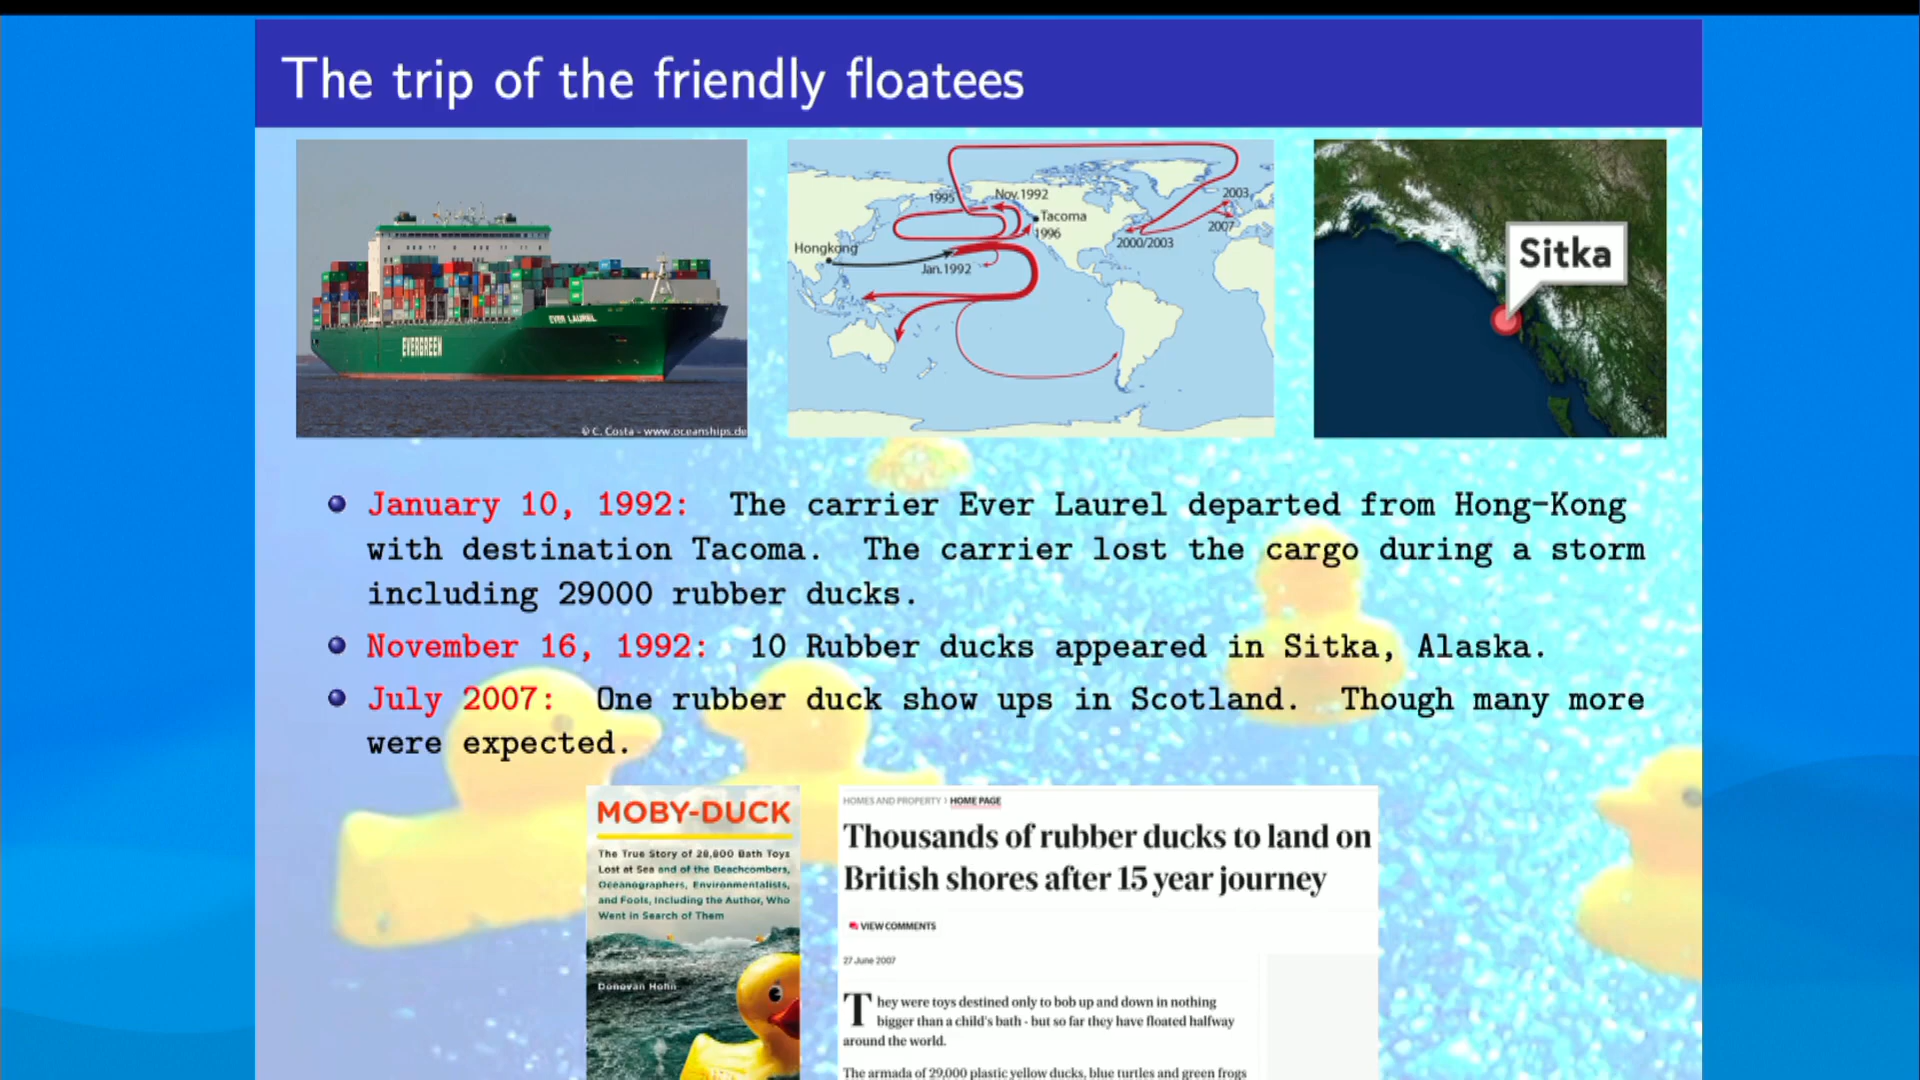 The trip of the friendly floatees
EVER LAUREL
EVERGREEN
© C. Costa - www.oceanships.de
1995
Nov.1992
2003
Tacoma
1996
2007
2000/2003
Hongkong
Jan.1992
Sitka
January 10, 1992: The carrier Ever Laurel departed from Hong-Kong
with destination Tacoma. The carrier lost the cargo during a storm
including 29000 rubber ducks.
November 16, 1992: 10 Rubber ducks appeared in Sitka, Alaska.
July 2007: One rubber duck show ups in Scotland. Though many more
were expected.
MOBY-DUCK
The True Story of 28,800 Bath Toys
Lost at Sea and of the Beachcombers,
Oceanographers, Environmentalists,
and Fools, Including the Author, Who
Went in Search of Them
Donovan Hohn
HOMES AND PROPERTY › HOME PAGE
Thousands of rubber ducks to land on
British shores after 15 year journey
VIEW COMMENTS
27 June 2007
They were toys destined only to bob up and down in nothing
bigger than a child's bath - but so far they have floated halfway
around the world.
The armada of 29,000 plastic yellow ducks, blue turtles and green frogs